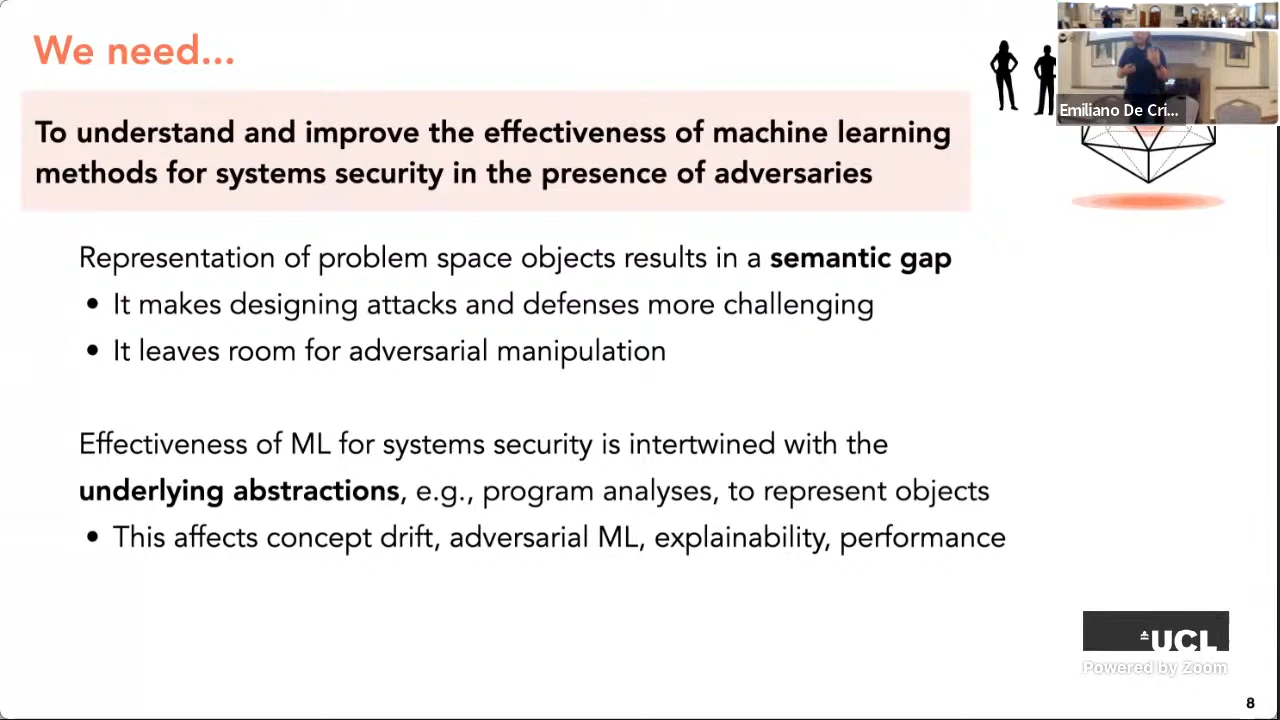 We need...
Emiliano De Cri...
To understand and improve the effectiveness of machine learning
methods for systems security in the presence of adversaries
Representation of problem space objects results in a semantic gap
• It makes designing attacks and defenses more challenging
• It leaves room for adversarial manipulation
Effectiveness of ML for systems security is intertwined with the
underlying abstractions, e.g., program analyses, to represent objects
• This affects concept drift, adversarial ML, explainability, performance
UCL
Powered by Zoom
8